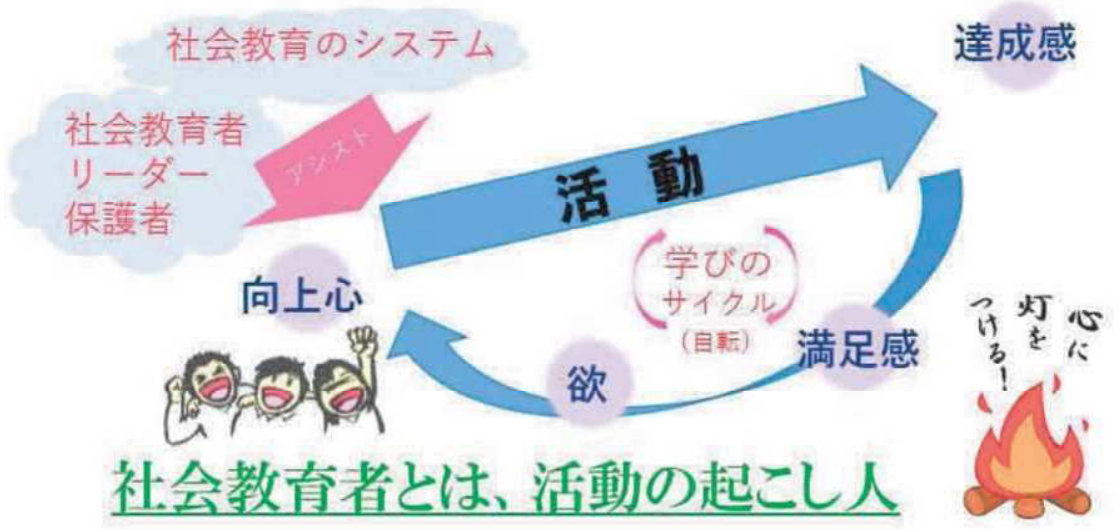 社会教育のシステム
社会教育者
リーダー
保護者
アシスト
活動
達成感
向上心
学びの
サイクル
(自転)
満足感
欲
心に
灯を
つける!
社会教育者とは、活動の起こし人